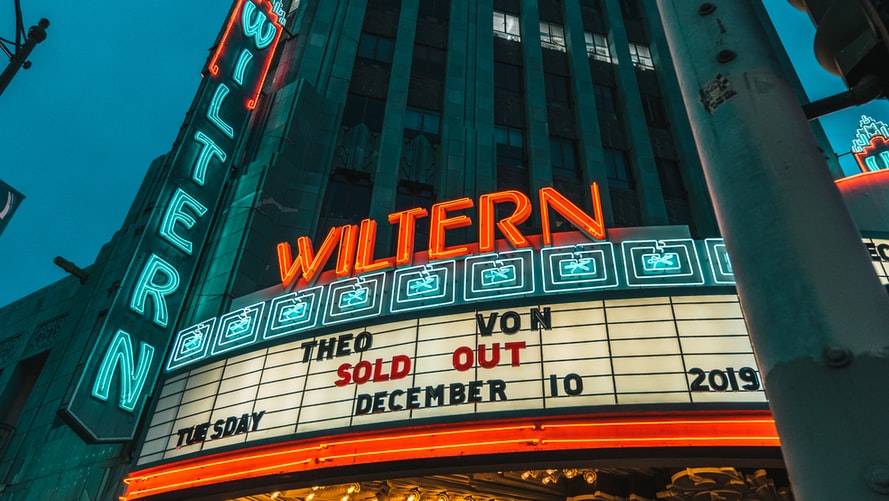 WILTERN
WILTERN
THEO VON
SOLD OUT
TUESDAY DECEMBER 10 2019